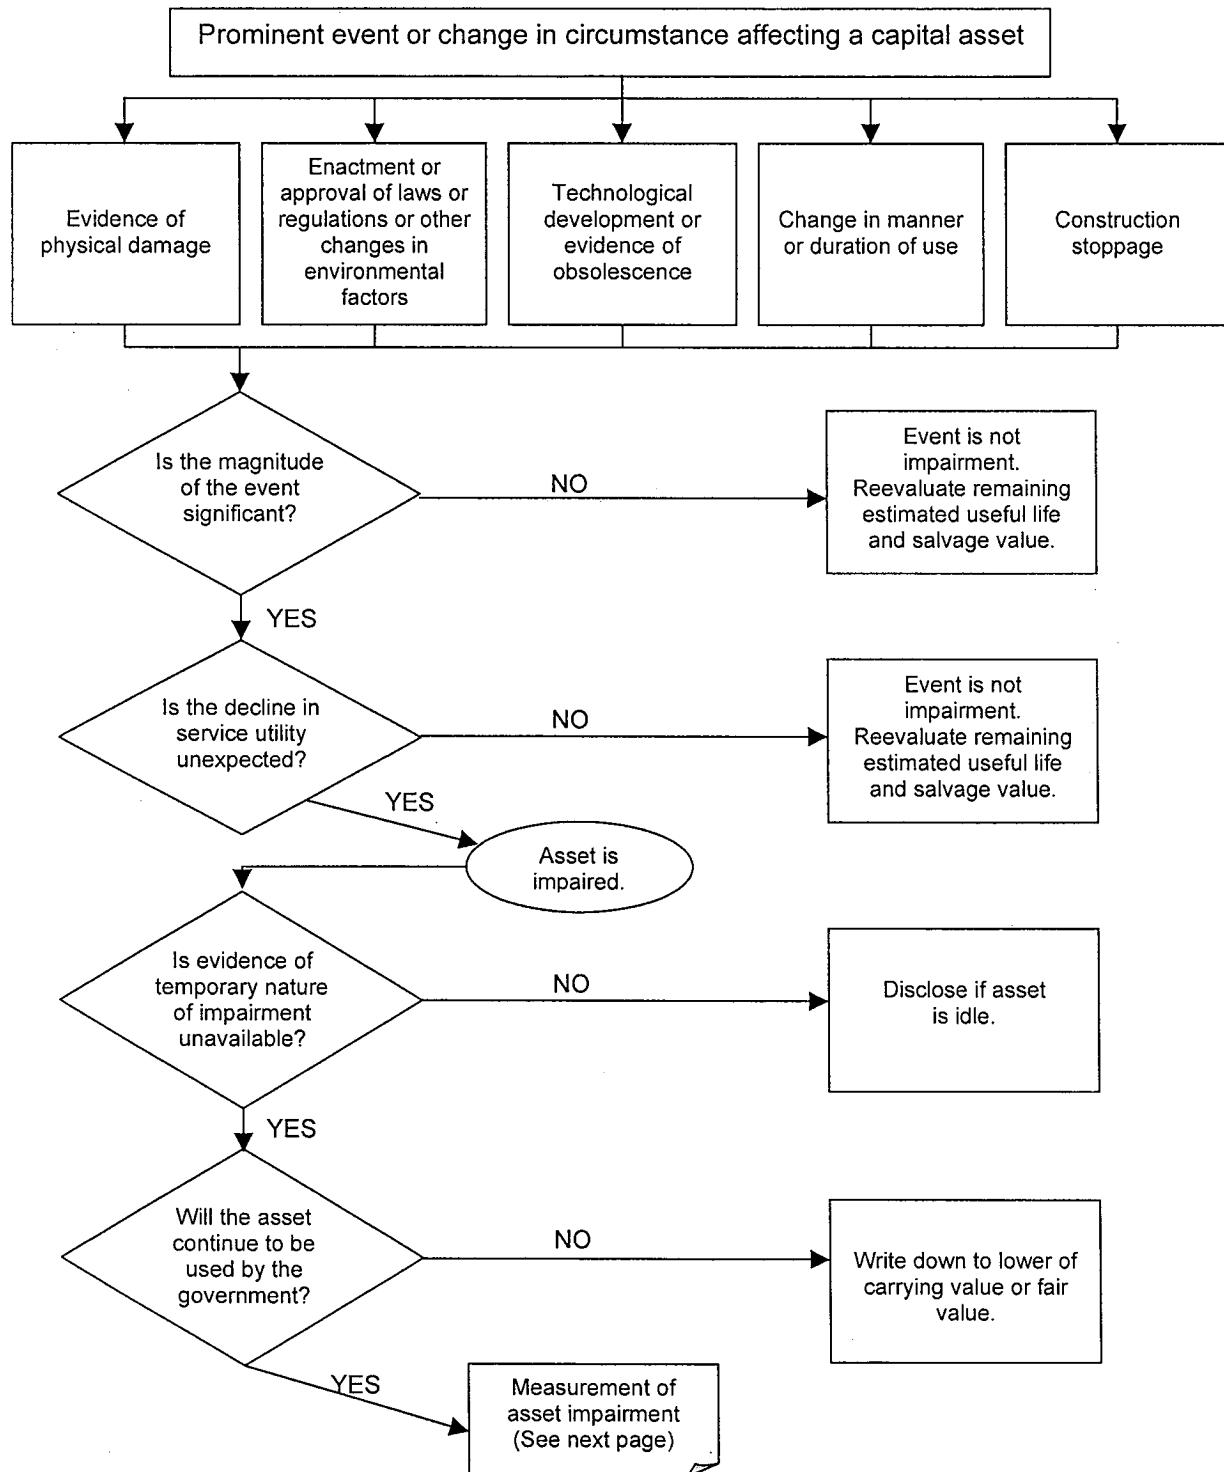 Prominent event or change in circumstance affecting a capital asset
Evidence of
physical damage
Enactment or
approval of laws or
regulations or other
changes in
environmental
factors
Technological
development or
evidence of
obsolescence
Change in manner
or duration of use
Construction
stoppage
Is the magnitude
of the event
significant?
NO
Event is not
impairment.
Reevaluate remaining
estimated useful life
and salvage value.
YES
Is the decline in
service utility
unexpected?
NO
Event is not
impairment.
Reevaluate remaining
estimated useful life
and salvage value.
YES
Asset is
impaired.
Is evidence of
temporary nature
of impairment
unavailable?
NO
Disclose if asset
is idle.
YES
Will the asset
continue to be
used by the
government?
NO
Write down to lower of
carrying value or fair
value.
YES
Measurement of
asset impairment
(See next page)